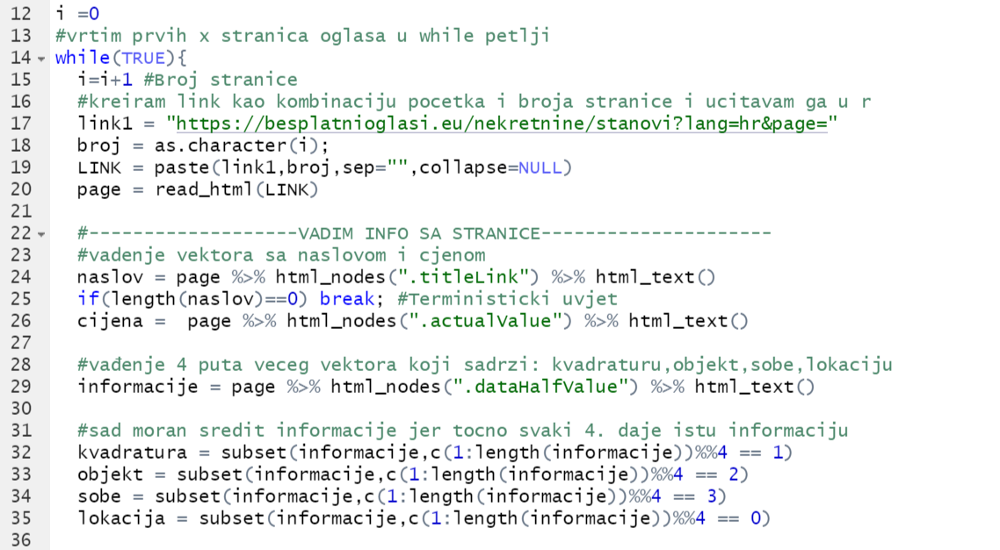 12 i =0
13 #vrtim prvih x stranica oglasa u while petlji
14 while(TRUE){
15 i=i+1 #Broj stranice
16 #kreiram link kao kombinaciju pocetka i broja stranice i ucitavam ga u r
17 link1 = "https://besplatnioglasi.eu/nekretnine/stanovi?lang=hr&page="
18 broj = as.character(i);
19 LINK = paste(link1,broj,sep="",collapse=NULL)
20 page = read_html(LINK)
21
22 #-------------------VADIM INFO SA STRANICE---------------------
23 #vadenje vektora sa naslovom i cjenom
24 naslov = page %>% html_nodes(".titleLink") %>% html_text()
25 if(length(naslov)==0) break; #Terministicki uvjet
26 cijena =  page %>% html_nodes(".actualValue") %>% html_text()
27
28 #vađenje 4 puta veceg vektora koji sadrzi: kvadraturu,objekt,sobe,lokaciju
29 informacije = page %>% html_nodes(".dataHalfValue") %>% html_text()
30
31 #sad moran sredit informacije jer tocno svaki 4. daje istu informaciju
32 kvadratura = subset(informacije,c(1:length(informacije))%%4 == 1)
33 objekt = subset(informacije,c(1:length(informacije))%%4 == 2)
34 sobe = subset(informacije,c(1:length(informacije))%%4 == 3)
35 lokacija = subset(informacije,c(1:length(informacije))%%4 == 0)
36